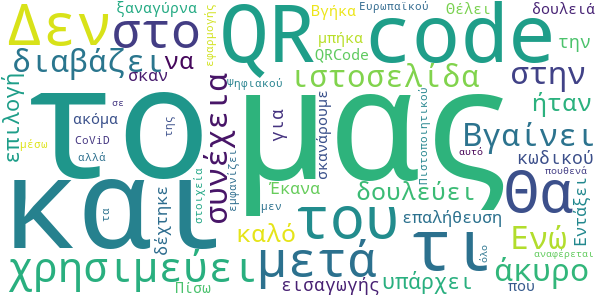 Δεν στο QR code
ξαναγύρνα εφαρμογής Βγήκα Ευρωπαϊκού Θέλει δουλειά
διαβάζει να μπήκα QRCode την
επιλογή σκαν Ψηφιακού ιστοσελίδα στην
το μας
ακόμα σε CoViD της συνέχεια για σκανάρουμε Πιστοποιητικού ήταν
μέσω αλλά Βγαίνει κωδικού
αυτό πουθενά
και τα δέχτηκε στοιχεία εμφανίζει Έκανα δουλεύει Θα
μεν του επαλήθευση τι Ενώ Εντάξει
καλό μετά όλο αναφέρεται
χρησιμεύει Πίσω εισαγωγής υπάρχει άκυρο που